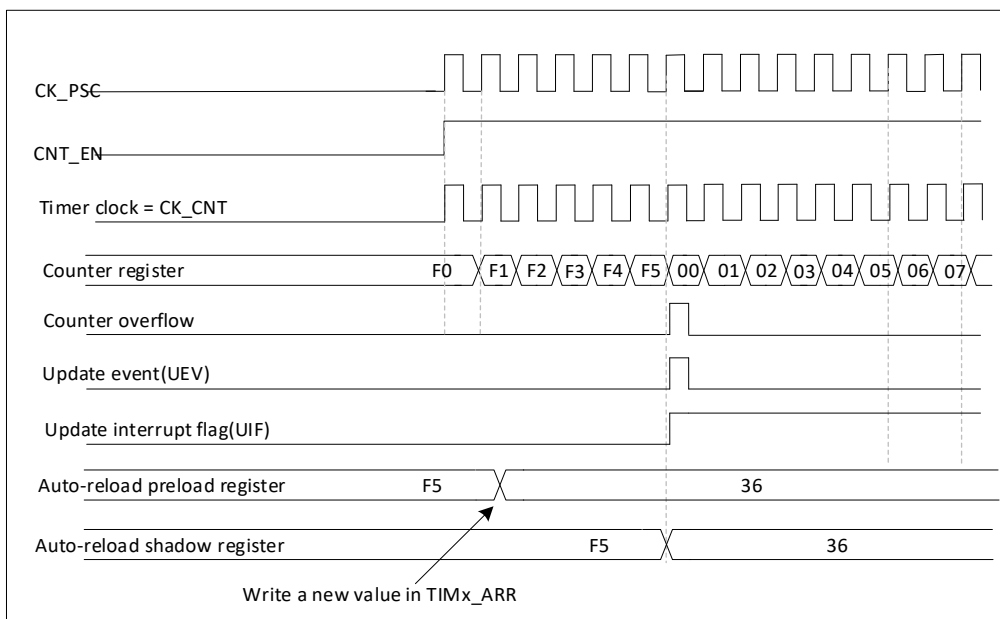 CK_PSC
CNT_EN
Timer clock = CK_CNT
Counter register F0 F1 F2 F3 F4 F5 00 01 02 03 04 05 06 07
Counter overflow
Update event(UEV)
Update interrupt flag(UIF)
Auto-reload preload register F5 36
Auto-reload shadow register F5 36
Write a new value in TIMx_ARR